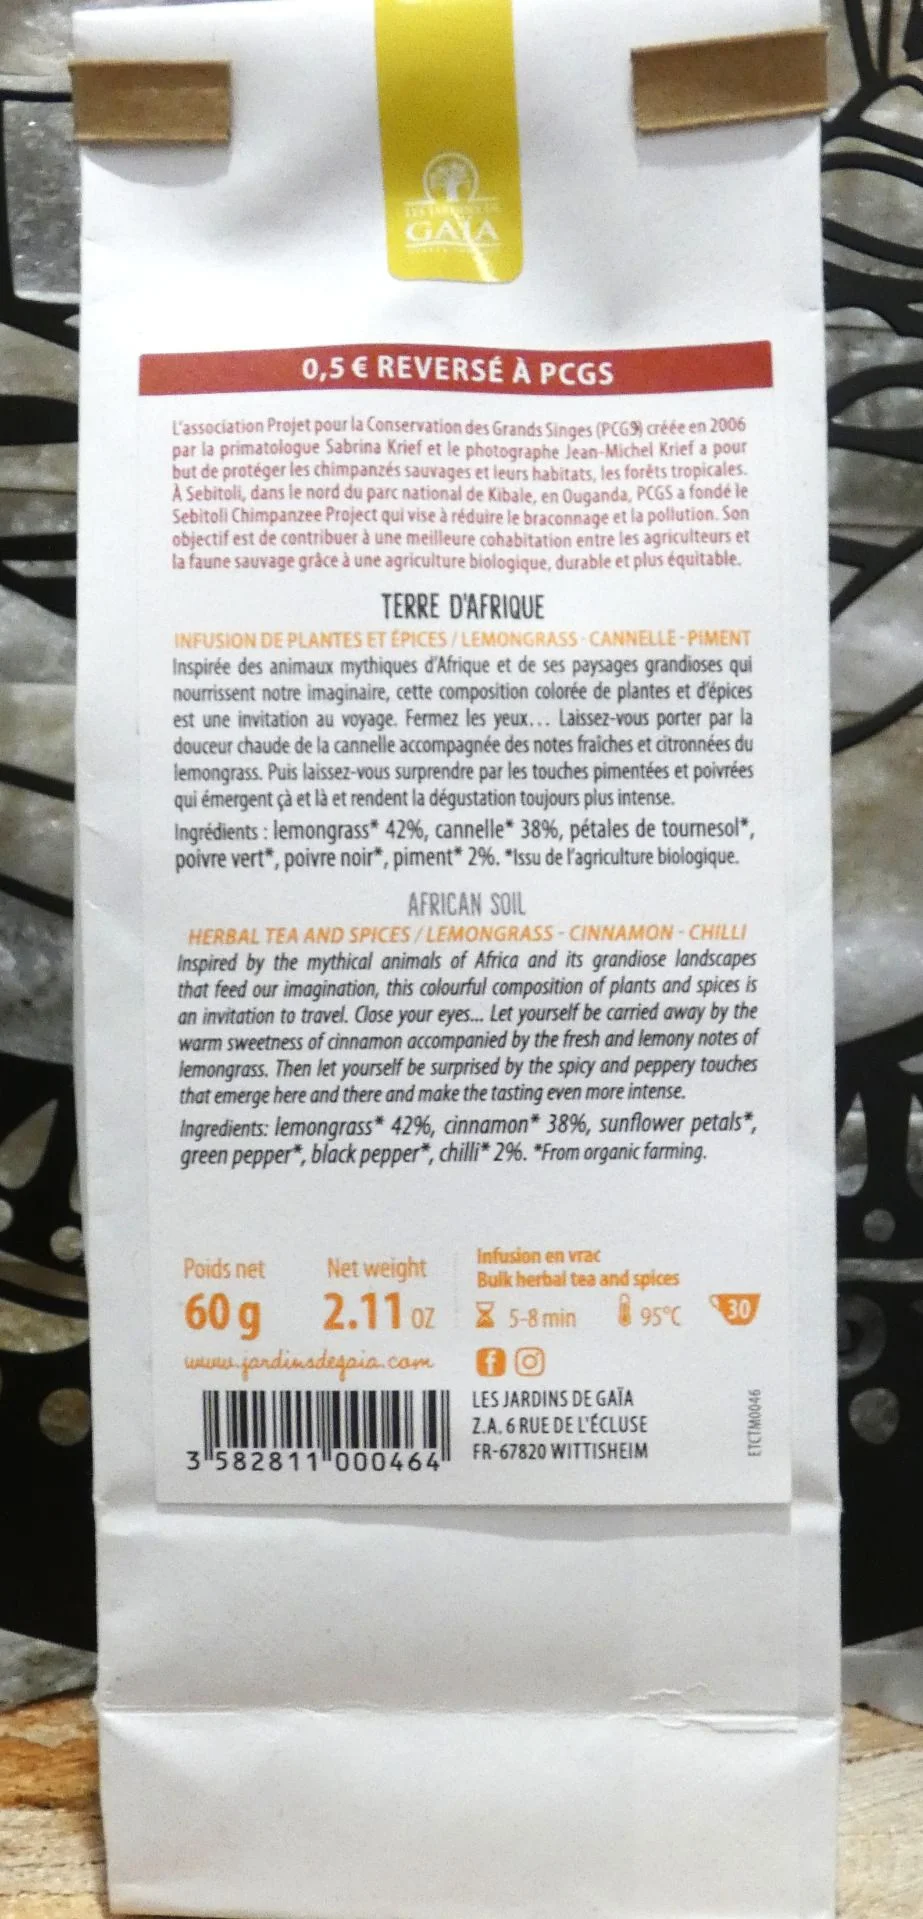 LES JARDINS DE
GAÏA
0,5 € REVERSÉ À PCGS
L'association Projet pour la Conservation des Grands Singes (PCGS) créée en 2006
par la primatologue Sabrina Krief et le photographe Jean-Michel Krief a pour
but de protéger les chimpanzés sauvages et leurs habitats, les forêts tropicales.
À Sebitoli, dans le nord du parc national de Kibale, en Ouganda, PCGS a fondé le
Sebitoli Chimpanzee Project qui vise à réduire le braconnage et la pollution. Son
objectif est de contribuer à une meilleure cohabitation entre les agriculteurs et
la faune sauvage grâce à une agriculture biologique, durable et plus équitable.
TERRE D'AFRIQUE
INFUSION DE PLANTES ET ÉPICES / LEMONGRASS - CANNELLE - PIMENT
Inspirée des animaux mythiques d'Afrique et de ses paysages grandioses qui
nourrissent notre imaginaire, cette composition colorée de plantes et d'épices
est une invitation au voyage. Fermez les yeux... Laissez-vous porter par la
douceur chaude de la cannelle accompagnée des notes fraîches et citronnées du
lemongrass. Puis laissez-vous surprendre par les touches pimentées et poivrées
qui émergent çà et là et rendent la dégustation toujours plus intense.
Ingrédients : lemongrass* 42%, cannelle* 38%, pétales de tournesol*,
poivre vert*, poivre noir*, piment* 2%. *Issu de l'agriculture biologique.
AFRICAN SOIL
HERBAL TEA AND SPICES / LEMONGRASS - CINNAMON - CHILLI
Inspired by the mythical animals of Africa and its grandiose landscapes
that feed our imagination, this colourful composition of plants and spices is
an invitation to travel. Close your eyes... Let yourself be carried away by the
warm sweetness of cinnamon accompanied by the fresh and lemony notes of
lemongrass. Then let yourself be surprised by the spicy and peppery touches
that emerge here and there and make the tasting even more intense.
Ingredients: lemongrass* 42%, cinnamon* 38%, sunflower petals*,
green pepper*, black pepper*, chilli* 2%. *From organic farming.
Poids net
60 g
Net weight
2.11 oz
Infusion en vrac
Bulk herbal tea and spices
5-8 min 95°C 30
www.jardinsdegaia.com
3 582811 000464
LES JARDINS DE GAÏA
Z.A. 6 RUE DE L'ÉCLUSE
FR-67820 WITTISHEIM
ETCTM0046